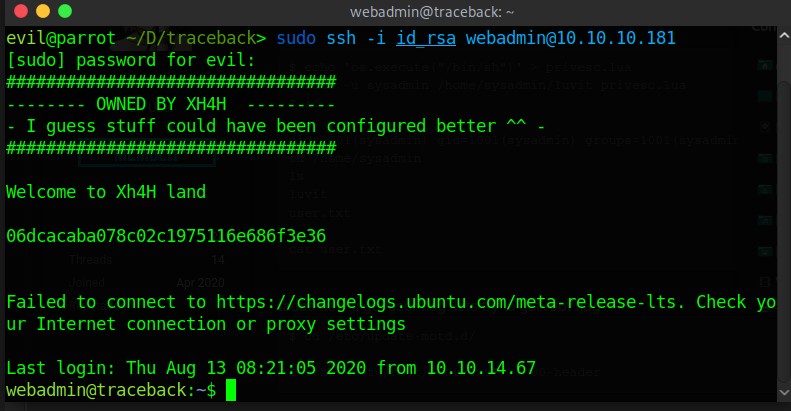 webadmin@traceback: ~
evil@parrot ~/D/traceback> sudo ssh -i id_rsa webadmin@10.10.10.181
[sudo] password for evil:
################################
-------- OWNED BY XH4H  ---------
- I guess stuff could have been configured better ^^ -
################################
Welcome to Xh4H land
06dcacaba078c02c1975116e686f3e36
Failed to connect to https://changelogs.ubuntu.com/meta-release-lts. Check yo
ur Internet connection or proxy settings
Last login: Thu Aug 13 08:21:05 2020 from 10.10.14.67
webadmin@traceback:~$